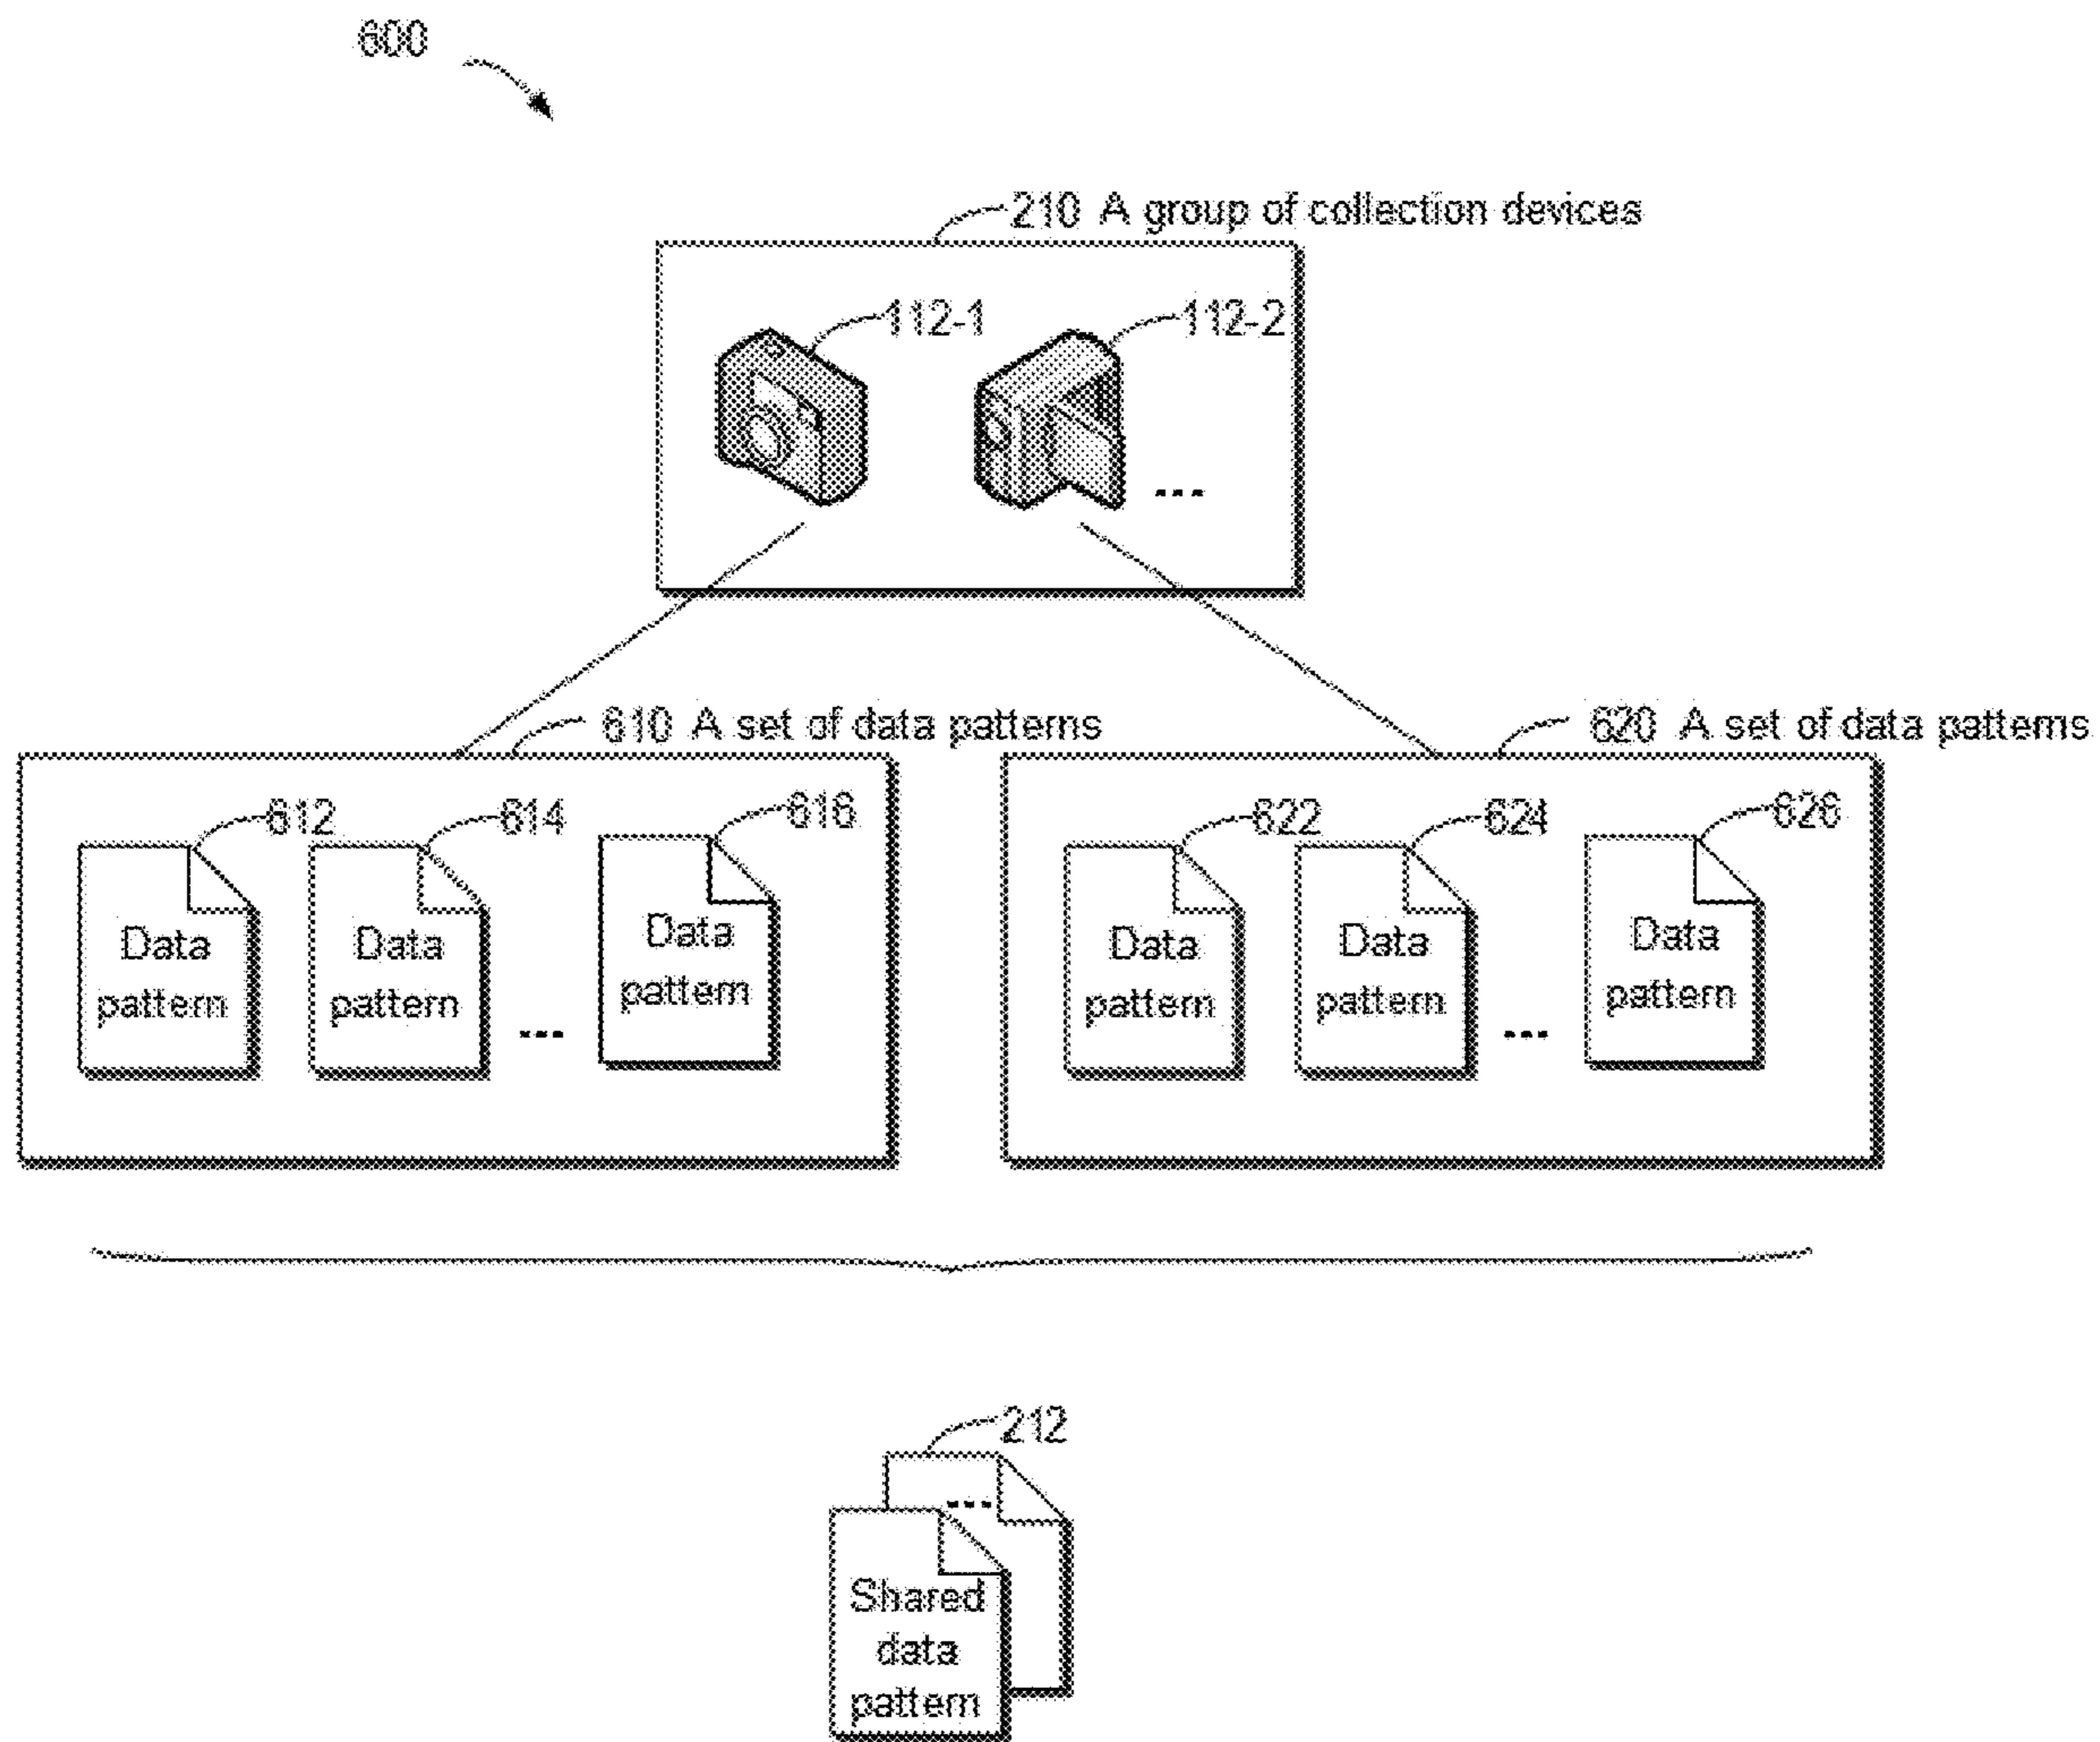 600
210 A group of collection devices
112-1
112-2
...
610 A set of data patterns
620 A set of data patterns
612
614
616
622
624
626
Data
pattern
Data
pattern
...
Data
pattern
Data
pattern
Data
pattern
...
Data
pattern
212
...
Shared
data
pattern